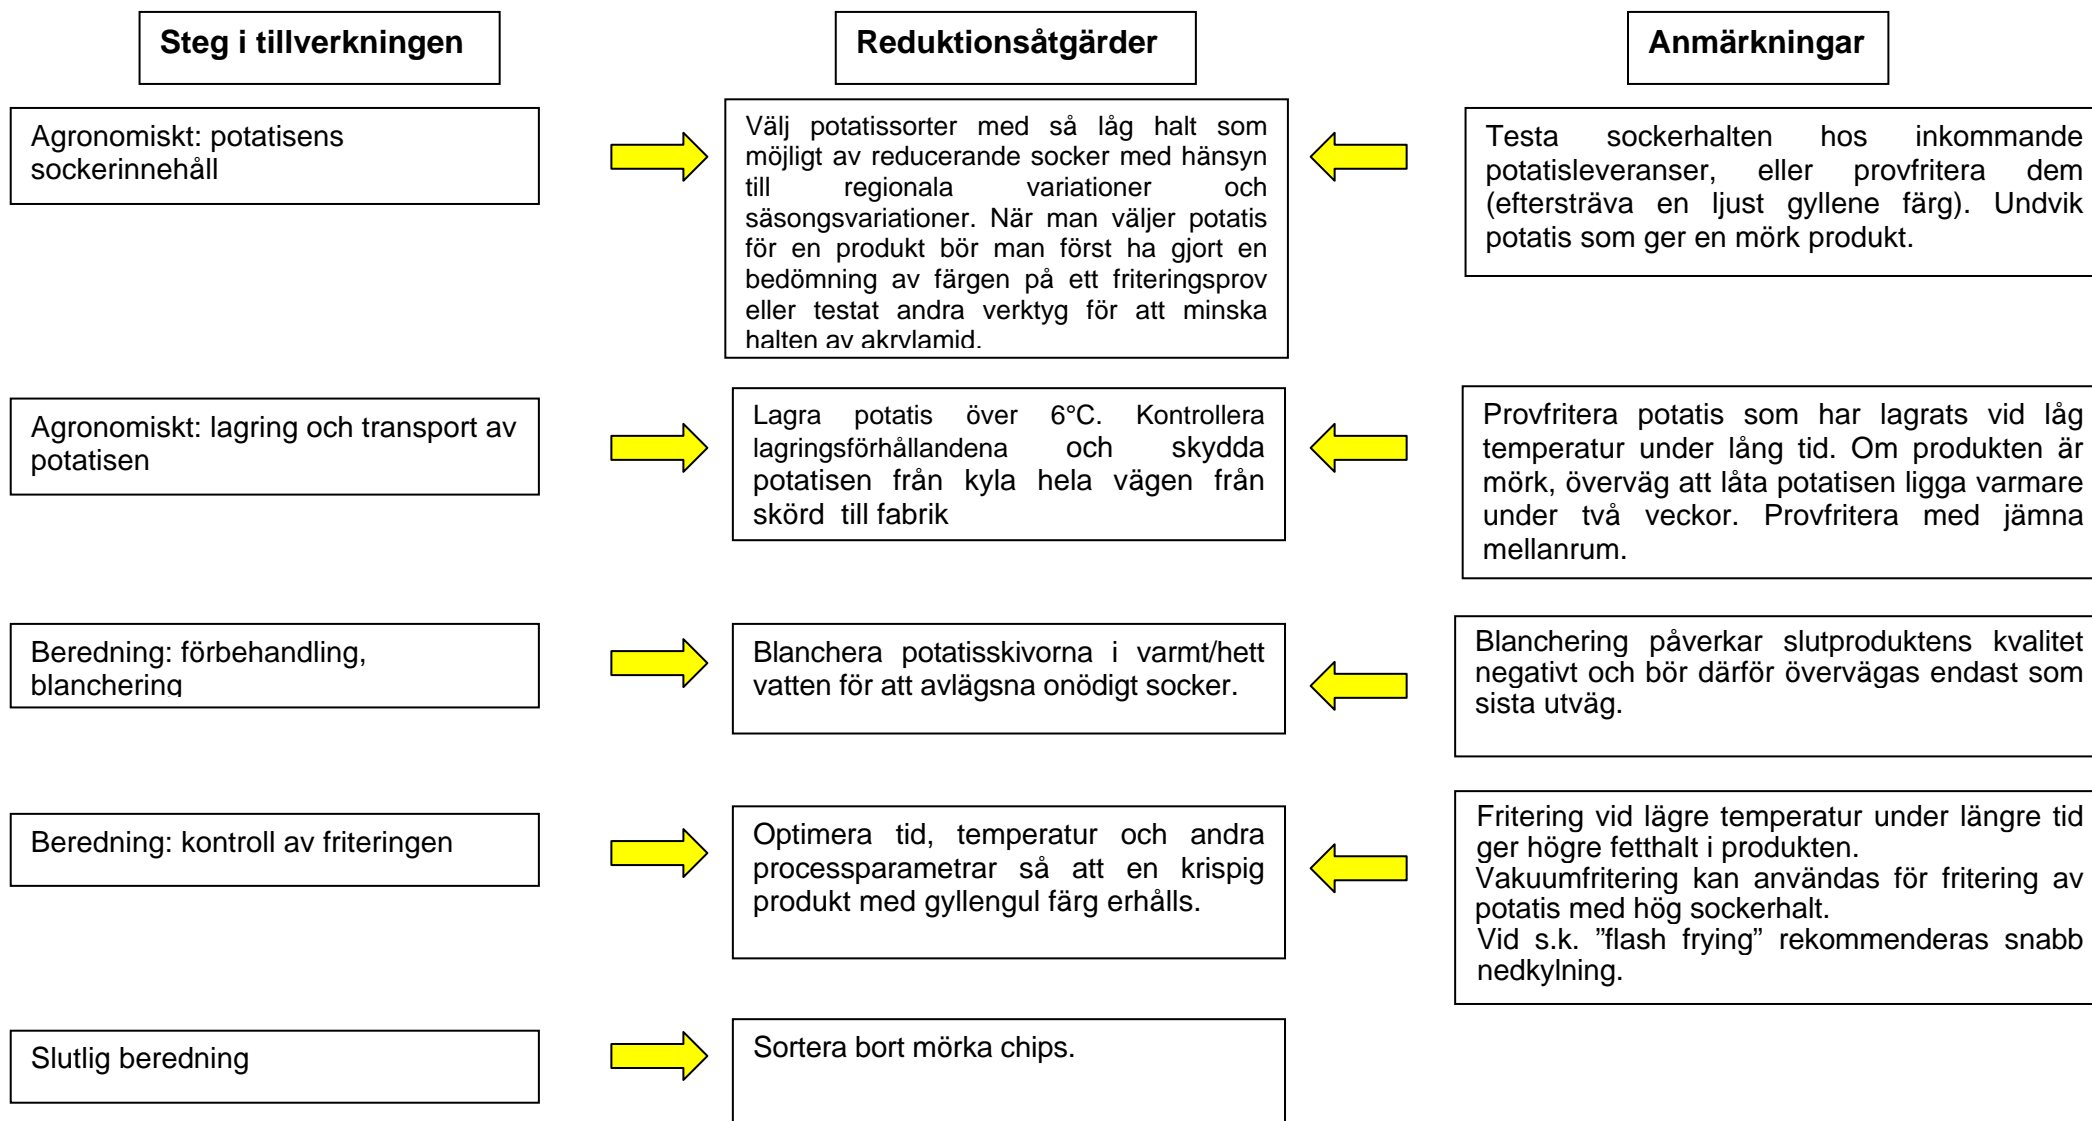 Steg i tillverkningen
Reduktionsåtgärder
Anmärkningar
Agronomiskt: potatisens
sockerinnehåll
Välj potatissorter med så låg halt som
möjligt av reducerande socker med hänsyn
till regionala variationer och
säsongsvariationer. När man väljer potatis
för en produkt bör man först ha gjort en
bedömning av färgen på ett friteringsprov
eller testat andra verktyg för att minska
halten av akrylamid.
Testa sockerhalten hos inkommande
potatisleveranser, eller provfritera dem
(eftersträva en ljust gyllene färg). Undvik
potatis som ger en mörk produkt.
Agronomiskt: lagring och transport av
potatisen
Lagra potatis över 6°C. Kontrollera
lagringsförhållandena och skydda
potatisen från kyla hela vägen från
skörd till fabrik
Provfritera potatis som har lagrats vid låg
temperatur under lång tid. Om produkten är
mörk, överväg att låta potatisen ligga varmare
under två veckor. Provfritera med jämna
mellanrum.
Beredning: förbehandling,
blanchering
Blanchera potatisskivorna i varmt/hett
vatten för att avlägsna onödigt socker.
Blanchering påverkar slutproduktens kvalitet
negativt och bör därför övervägas endast som
sista utväg.
Beredning: kontroll av friteringen
Optimera tid, temperatur och andra
processparametrar så att en krispig
produkt med gyllengul färg erhålls.
Fritering vid lägre temperatur under längre tid
ger högre fetthalt i produkten.
Vakuumfritering kan användas för fritering av
potatis med hög sockerhalt.
Vid s.k. ”flash frying” rekommenderas snabb
nedkylning.
Slutlig beredning
Sortera bort mörka chips.